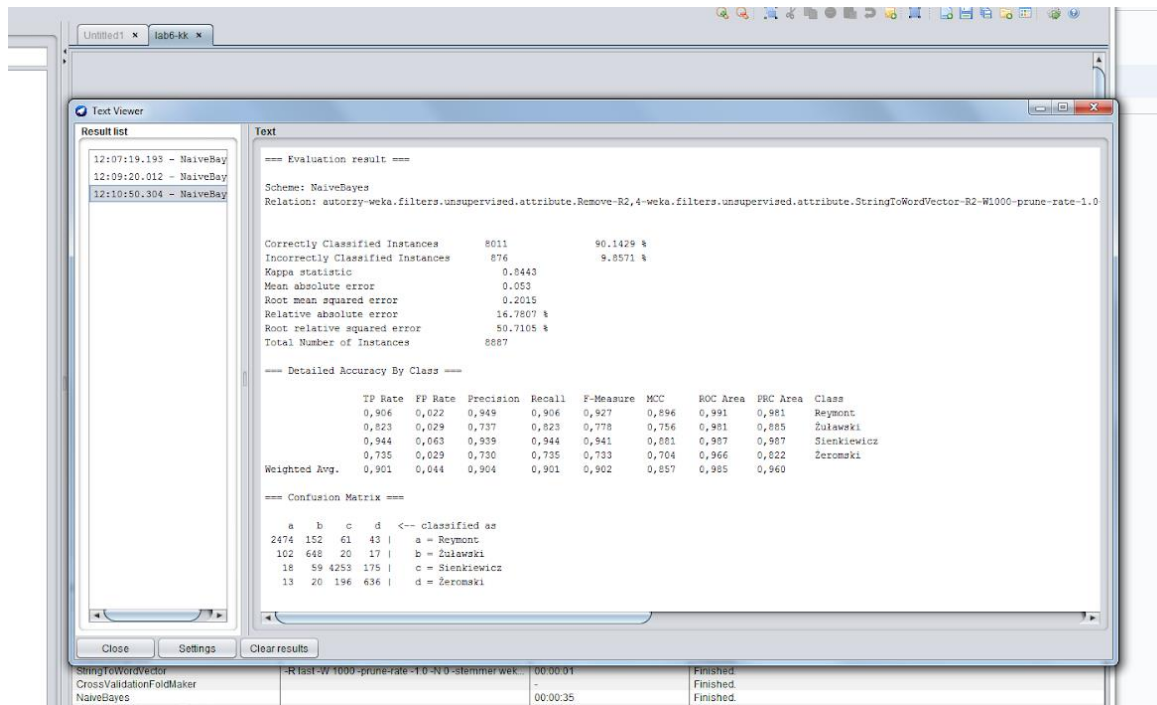 Untitled1 × lab6-kk ×
Text Viewer
Result list
Text
12:07:19.193 - NaiveBay
12:09:20.012 - NaiveBay
12:10:50.304 - NaiveBay
=== Evaluation result ===
Scheme: NaiveBayes
Relation: autorzy-weka.filters.unsupervised.attribute.Remove-R2,4-weka.filters.unsupervised.attribute.StringToWordVector-R2-W1000-prune-rate-1.0
Correctly Classified Instances 8011 90.1429 %
Incorrectly Classified Instances 876 9.8571 %
Kappa statistic 0.8443
Mean absolute error 0.053
Root mean squared error 0.2015
Relative absolute error 16.7807 %
Root relative squared error 50.7105 %
Total Number of Instances 8887
=== Detailed Accuracy By Class ===
TP Rate FP Rate Precision Recall F-Measure MCC ROC Area PRC Area Class
0,906 0,022 0,949 0,906 0,927 0,896 0,991 0,981 Reymont
0,823 0,029 0,737 0,823 0,778 0,756 0,981 0,885 Żuławski
0,944 0,063 0,939 0,944 0,941 0,881 0,987 0,987 Sienkiewicz
0,735 0,029 0,730 0,735 0,733 0,704 0,966 0,822 Żeromski
Weighted Avg. 0,901 0,044 0,904 0,901 0,902 0,857 0,985 0,960
=== Confusion Matrix ===
a b c d <-- classified as
2474 152 61 43 | a = Reymont
102 648 20 17 | b = Żuławski
18 59 4253 175 | c = Sienkiewicz
13 20 196 636 | d = Żeromski
Close Settings Clear results
StringToWordVector -R last -W 1000 -prune-rate -1.0 -N 0 -stemmer wek... 00:00:01 Finished.
CrossValidationFoldMaker - Finished.
NaiveBayes 00:00:35 Finished.